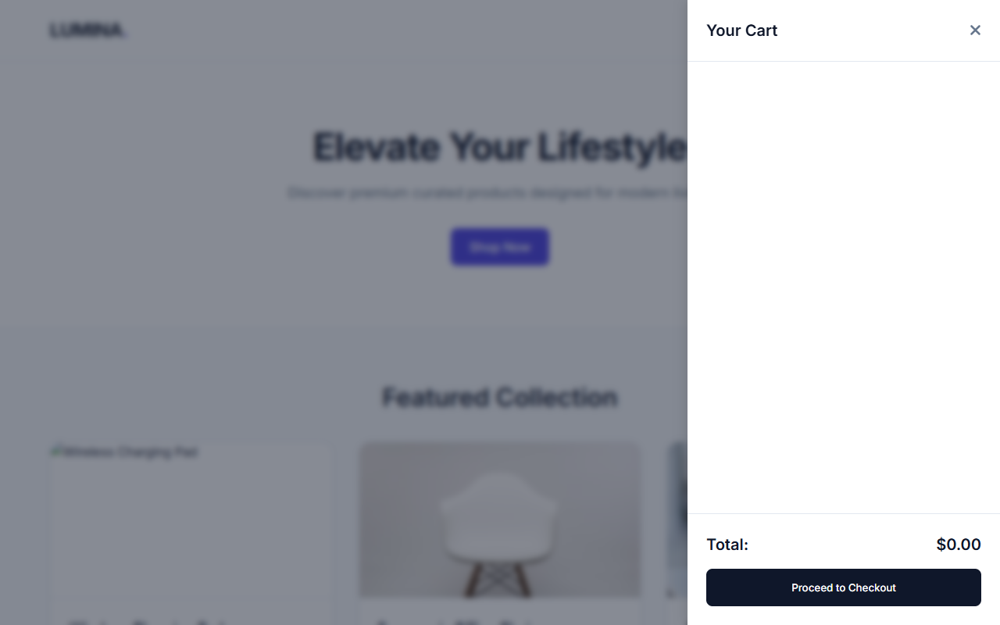 LUMINA.
Your Cart
Elevate Your Lifestyle
Discover premium curated products designed for modern
Shop Now
Featured Collection
Wireless Charging Pad
Total:
$0.00
Proceed to Checkout